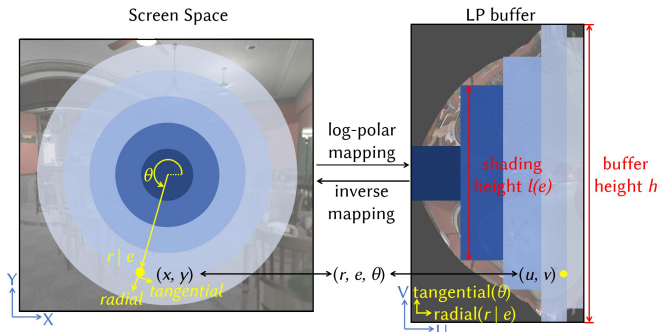 Screen Space
LP buffer
log-polar
mapping
inverse
mapping
θ
r | e
(x, y)
radial
tangential
(r, e, θ)
(u, v)
shading
height l(e)
buffer
height h
Y
X
V
tangential(θ)
radial(r | e)
U